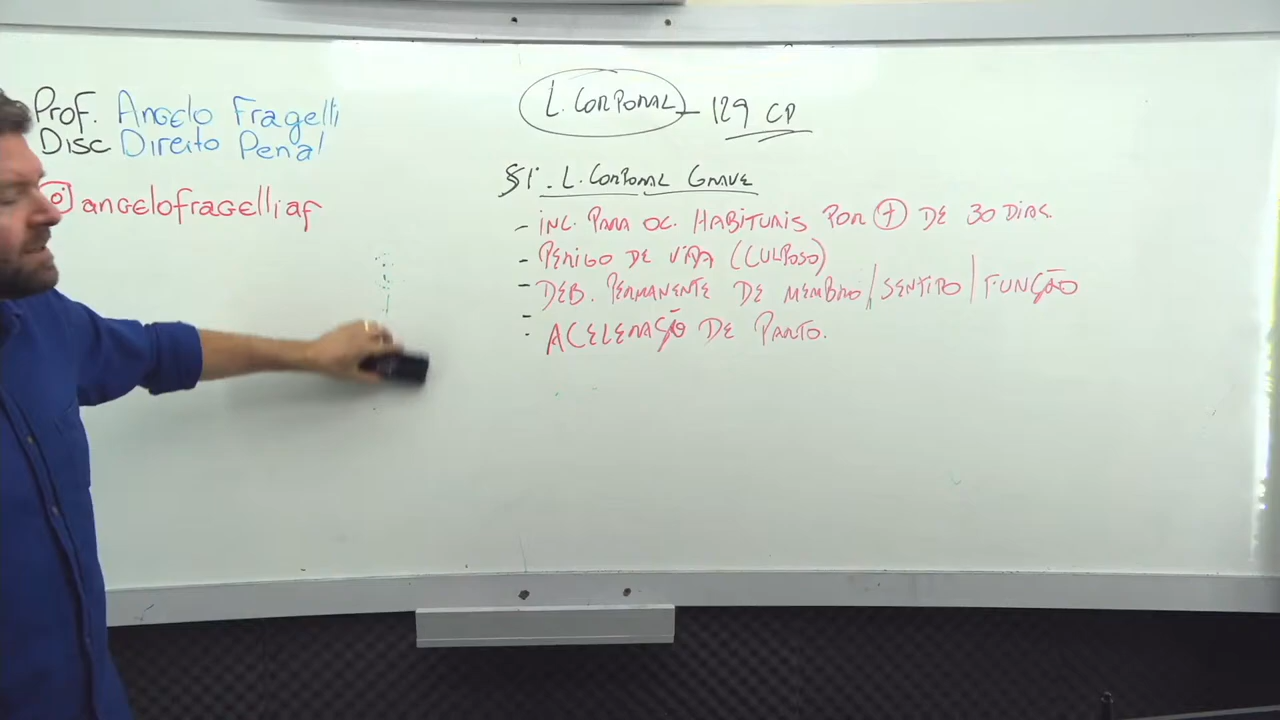 Prof. Angelo Fragelli
Disc Direito Penal
angelofragelliaf
L. CORPORAL – 129 CP
§1º. L. CORPORAL GRAVE
- INC. PARA OC. HABITUAIS POR + DE 30 DIAS.
- PERIGO DE VIDA (CULPOSO)
- DEB. PERMANENTE DE MEMBRO / SENTIDO / FUNÇÃO
- ACELERAÇÃO DE PARTO.